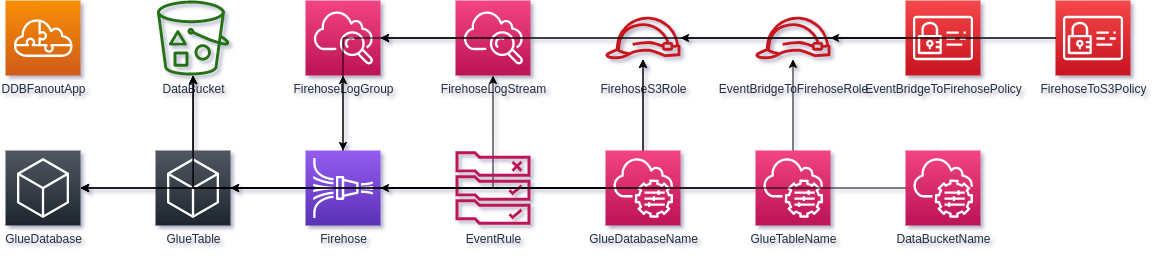 DDBFanoutApp
DataBucket
FirehoseLogGroup
FirehoseLogStream
FirehoseS3Role
EventBridgeToFirehoseRole
EventBridgeToFirehosePolicy
FirehoseToS3Policy
GlueDatabase
GlueTable
Firehose
EventRule
GlueDatabaseName
GlueTableName
DataBucketName